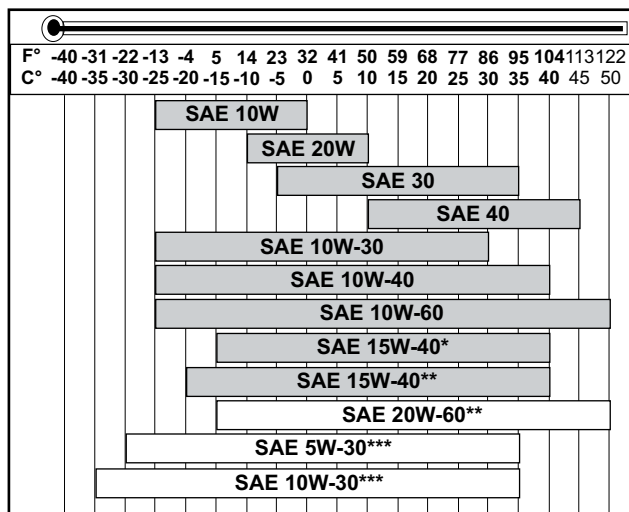 F° -40 -31 -22 -13 -4 5 14 23 32 41 50 59 68 77 86 95 104 113 122
C° -40 -35 -30 -25 -20 -15 -10 -5 0 5 10 15 20 25 30 35 40 45 50
SAE 10W
SAE 20W
SAE 30
SAE 40
SAE 10W-30
SAE 10W-40
SAE 10W-60
SAE 15W-40*
SAE 15W-40**
SAE 20W-60**
SAE 5W-30***
SAE 10W-30***